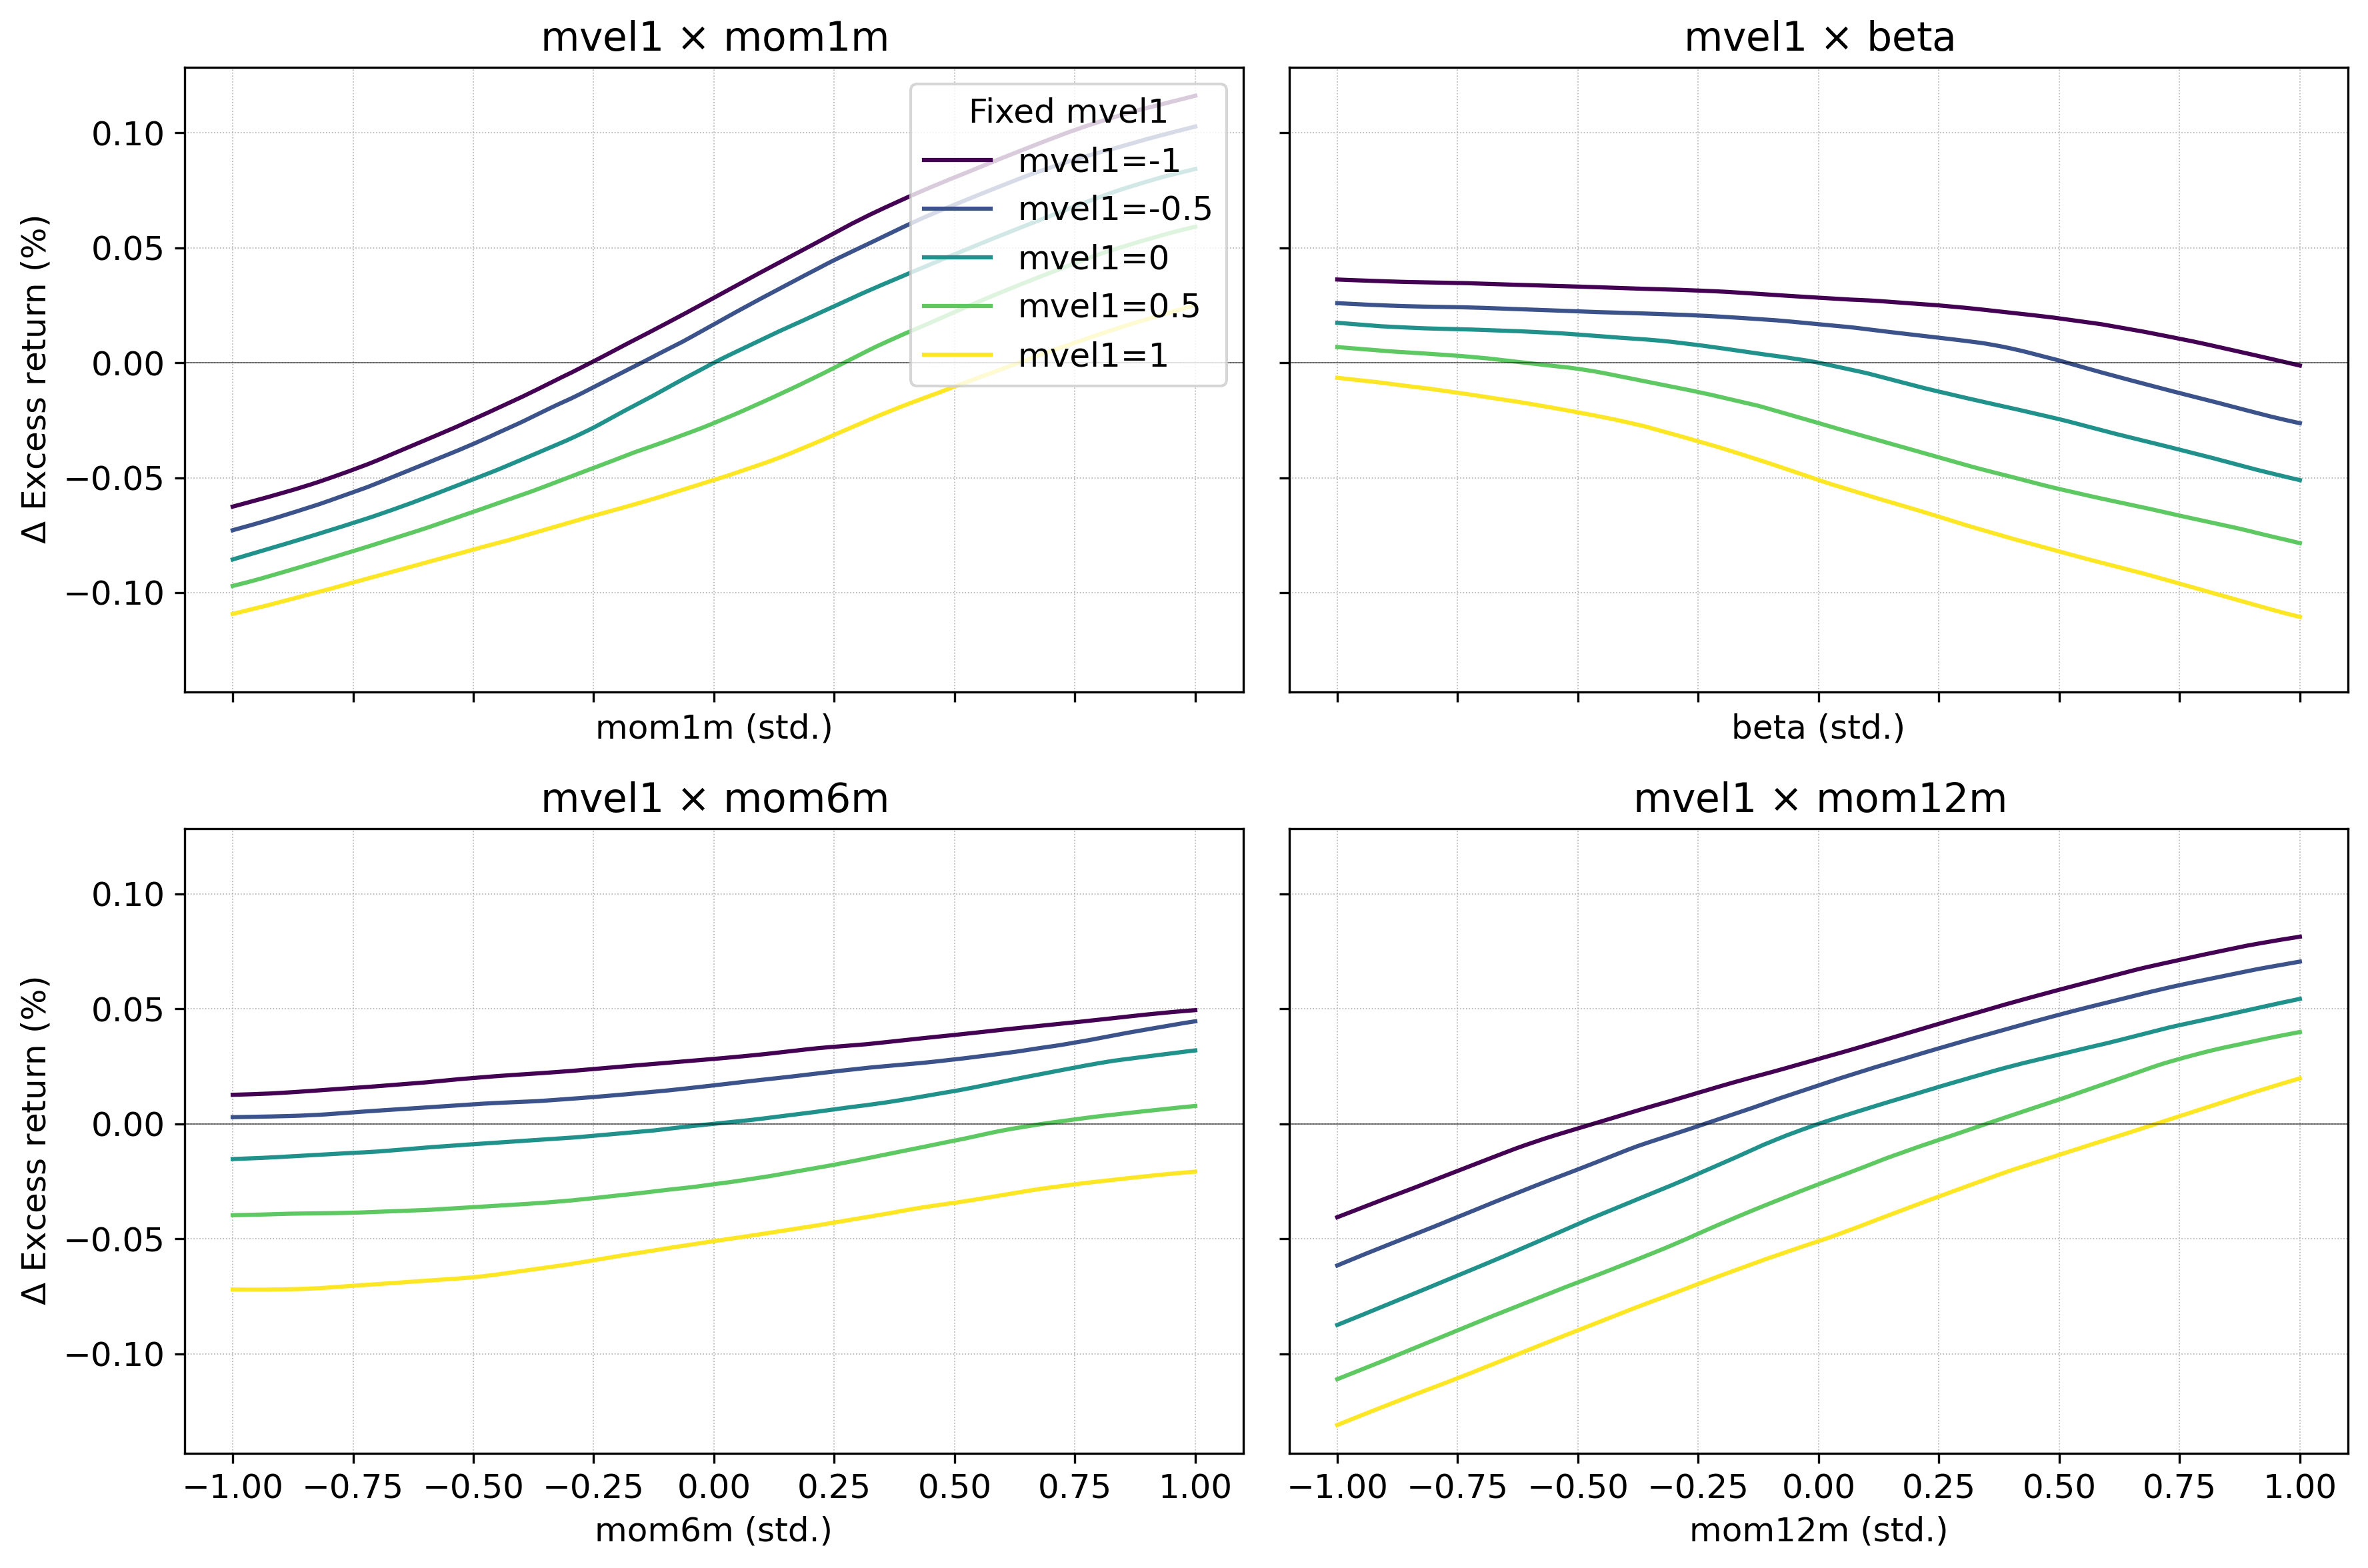 mvel1 × mom1m
Δ Excess return (%)
0.10
0.05
0.00
−0.05
−0.10
Fixed mvel1
mvel1=-1
mvel1=-0.5
mvel1=0
mvel1=0.5
mvel1=1
mom1m (std.)
mvel1 × beta
beta (std.)
mvel1 × mom6m
Δ Excess return (%)
0.10
0.05
0.00
−0.05
−0.10
−1.00 −0.75 −0.50 −0.25 0.00 0.25 0.50 0.75 1.00
mom6m (std.)
mvel1 × mom12m
−1.00 −0.75 −0.50 −0.25 0.00 0.25 0.50 0.75 1.00
mom12m (std.)